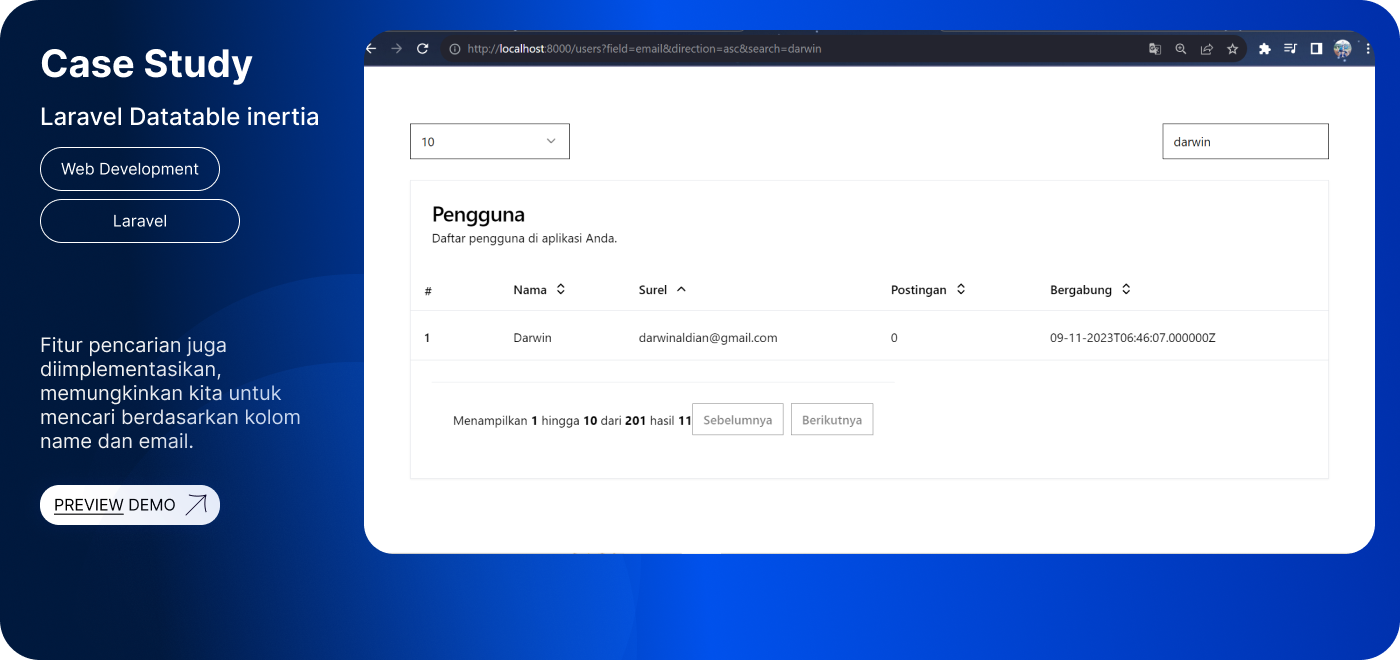 Case Study
Laravel Datatable inertia
Web Development
Laravel
Fitur pencarian juga
diimplementasikan,
memungkinkan kita untuk
mencari berdasarkan kolom
name dan email.
PREVIEW DEMO
http://localhost:8000/users?field=email&direction=asc&search=darwin
10
darwin
Pengguna
Daftar pengguna di aplikasi Anda.
# Nama Surel Postingan Bergabung
1 Darwin darwinaldian@gmail.com 0 09-11-2023T06:46:07.000000Z
Menampilkan 1 hingga 10 dari 201 hasil 11 Sebelumnya Berikutnya